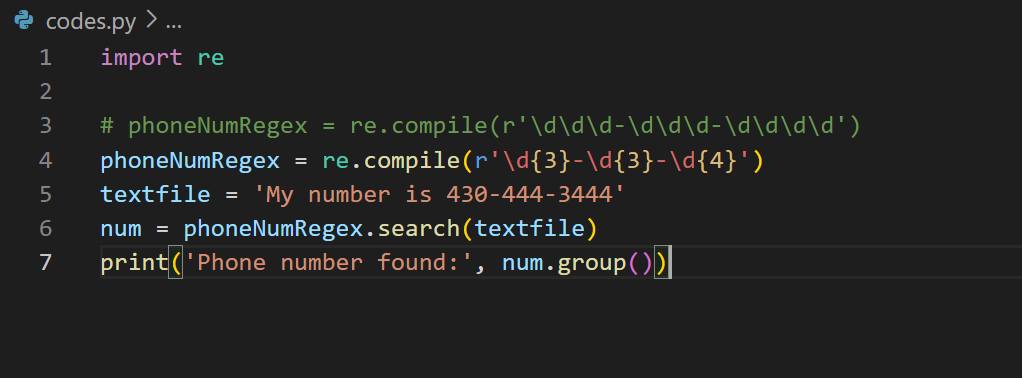 codes.py > ...
1 import re
2
3 # phoneNumRegex = re.compile(r'\d\d\d-\d\d\d-\d\d\d\d')
4 phoneNumRegex = re.compile(r'\d{3}-\d{3}-\d{4}')
5 textfile = 'My number is 430-444-3444'
6 num = phoneNumRegex.search(textfile)
7 print('Phone number found:', num.group())